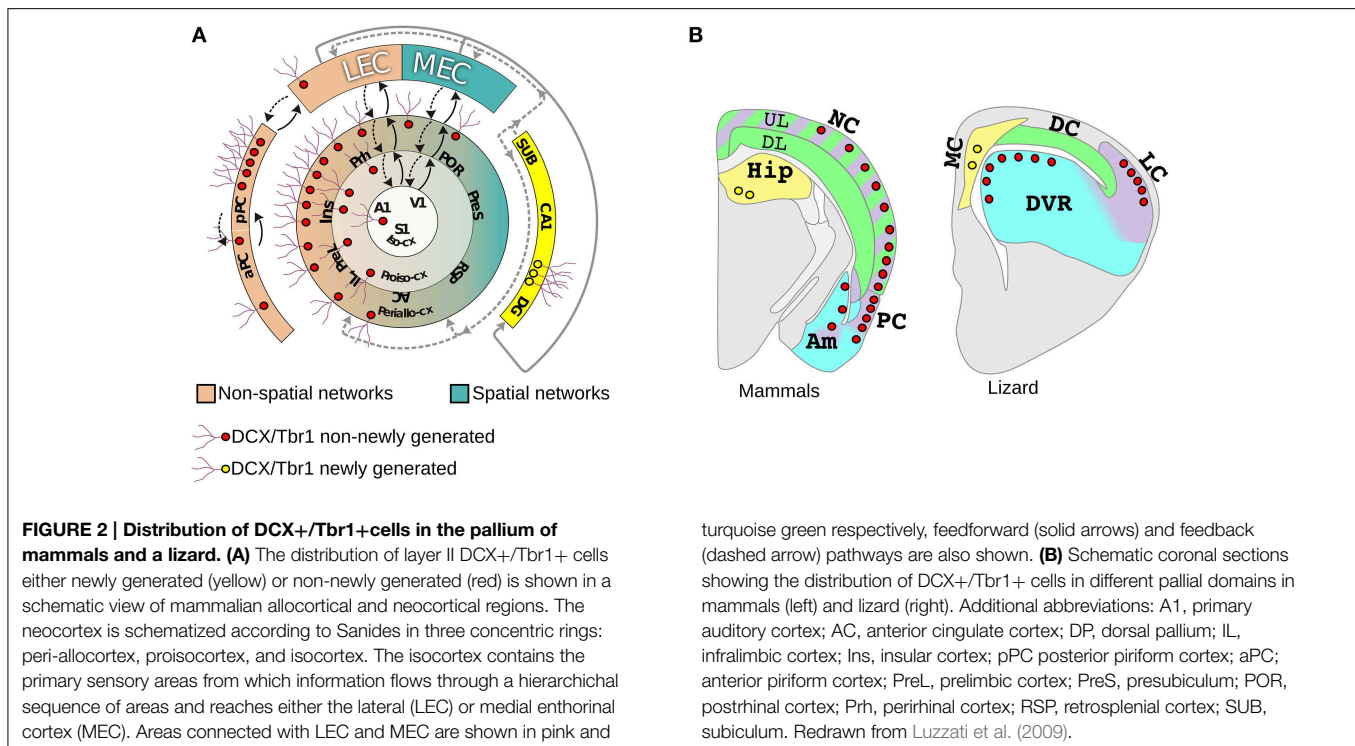 A
LEC
MEC
pPC
aPC
Prh
POR
Ins
PreS
A1
V1
S1
Iso-cx
IL, PreL
Proiso-cx
RSP
AC
Periallo-cx
SUB
CA1
DG
Non-spatial networks
Spatial networks
DCX/Tbr1 non-newly generated
DCX/Tbr1 newly generated
B
UL
NC
DL
Hip
Am
PC
Mammals
MC
DC
LC
DVR
Lizard
FIGURE 2 | Distribution of DCX+/Tbr1+cells in the pallium of
mammals and a lizard. (A) The distribution of layer II DCX+/Tbr1+ cells
either newly generated (yellow) or non-newly generated (red) is shown in a
schematic view of mammalian allocortical and neocortical regions. The
neocortex is schematized according to Sanides in three concentric rings:
peri-allocortex, proisocortex, and isocortex. The isocortex contains the
primary sensory areas from which information flows through a hierarchichal
sequence of areas and reaches either the lateral (LEC) or medial enthorinal
cortex (MEC). Areas connected with LEC and MEC are shown in pink and
turquoise green respectively, feedforward (solid arrows) and feedback
(dashed arrow) pathways are also shown. (B) Schematic coronal sections
showing the distribution of DCX+/Tbr1+ cells in different pallial domains in
mammals (left) and lizard (right). Additional abbreviations: A1, primary
auditory cortex; AC, anterior cingulate cortex; DP, dorsal pallium; IL,
infralimbic cortex; Ins, insular cortex; pPC posterior piriform cortex; aPC;
anterior piriform cortex; PreL, prelimbic cortex; PreS, presubiculum; POR,
postrhinal cortex; Prh, perirhinal cortex; RSP, retrosplenial cortex; SUB,
subiculum. Redrawn from Luzzati et al. (2009).